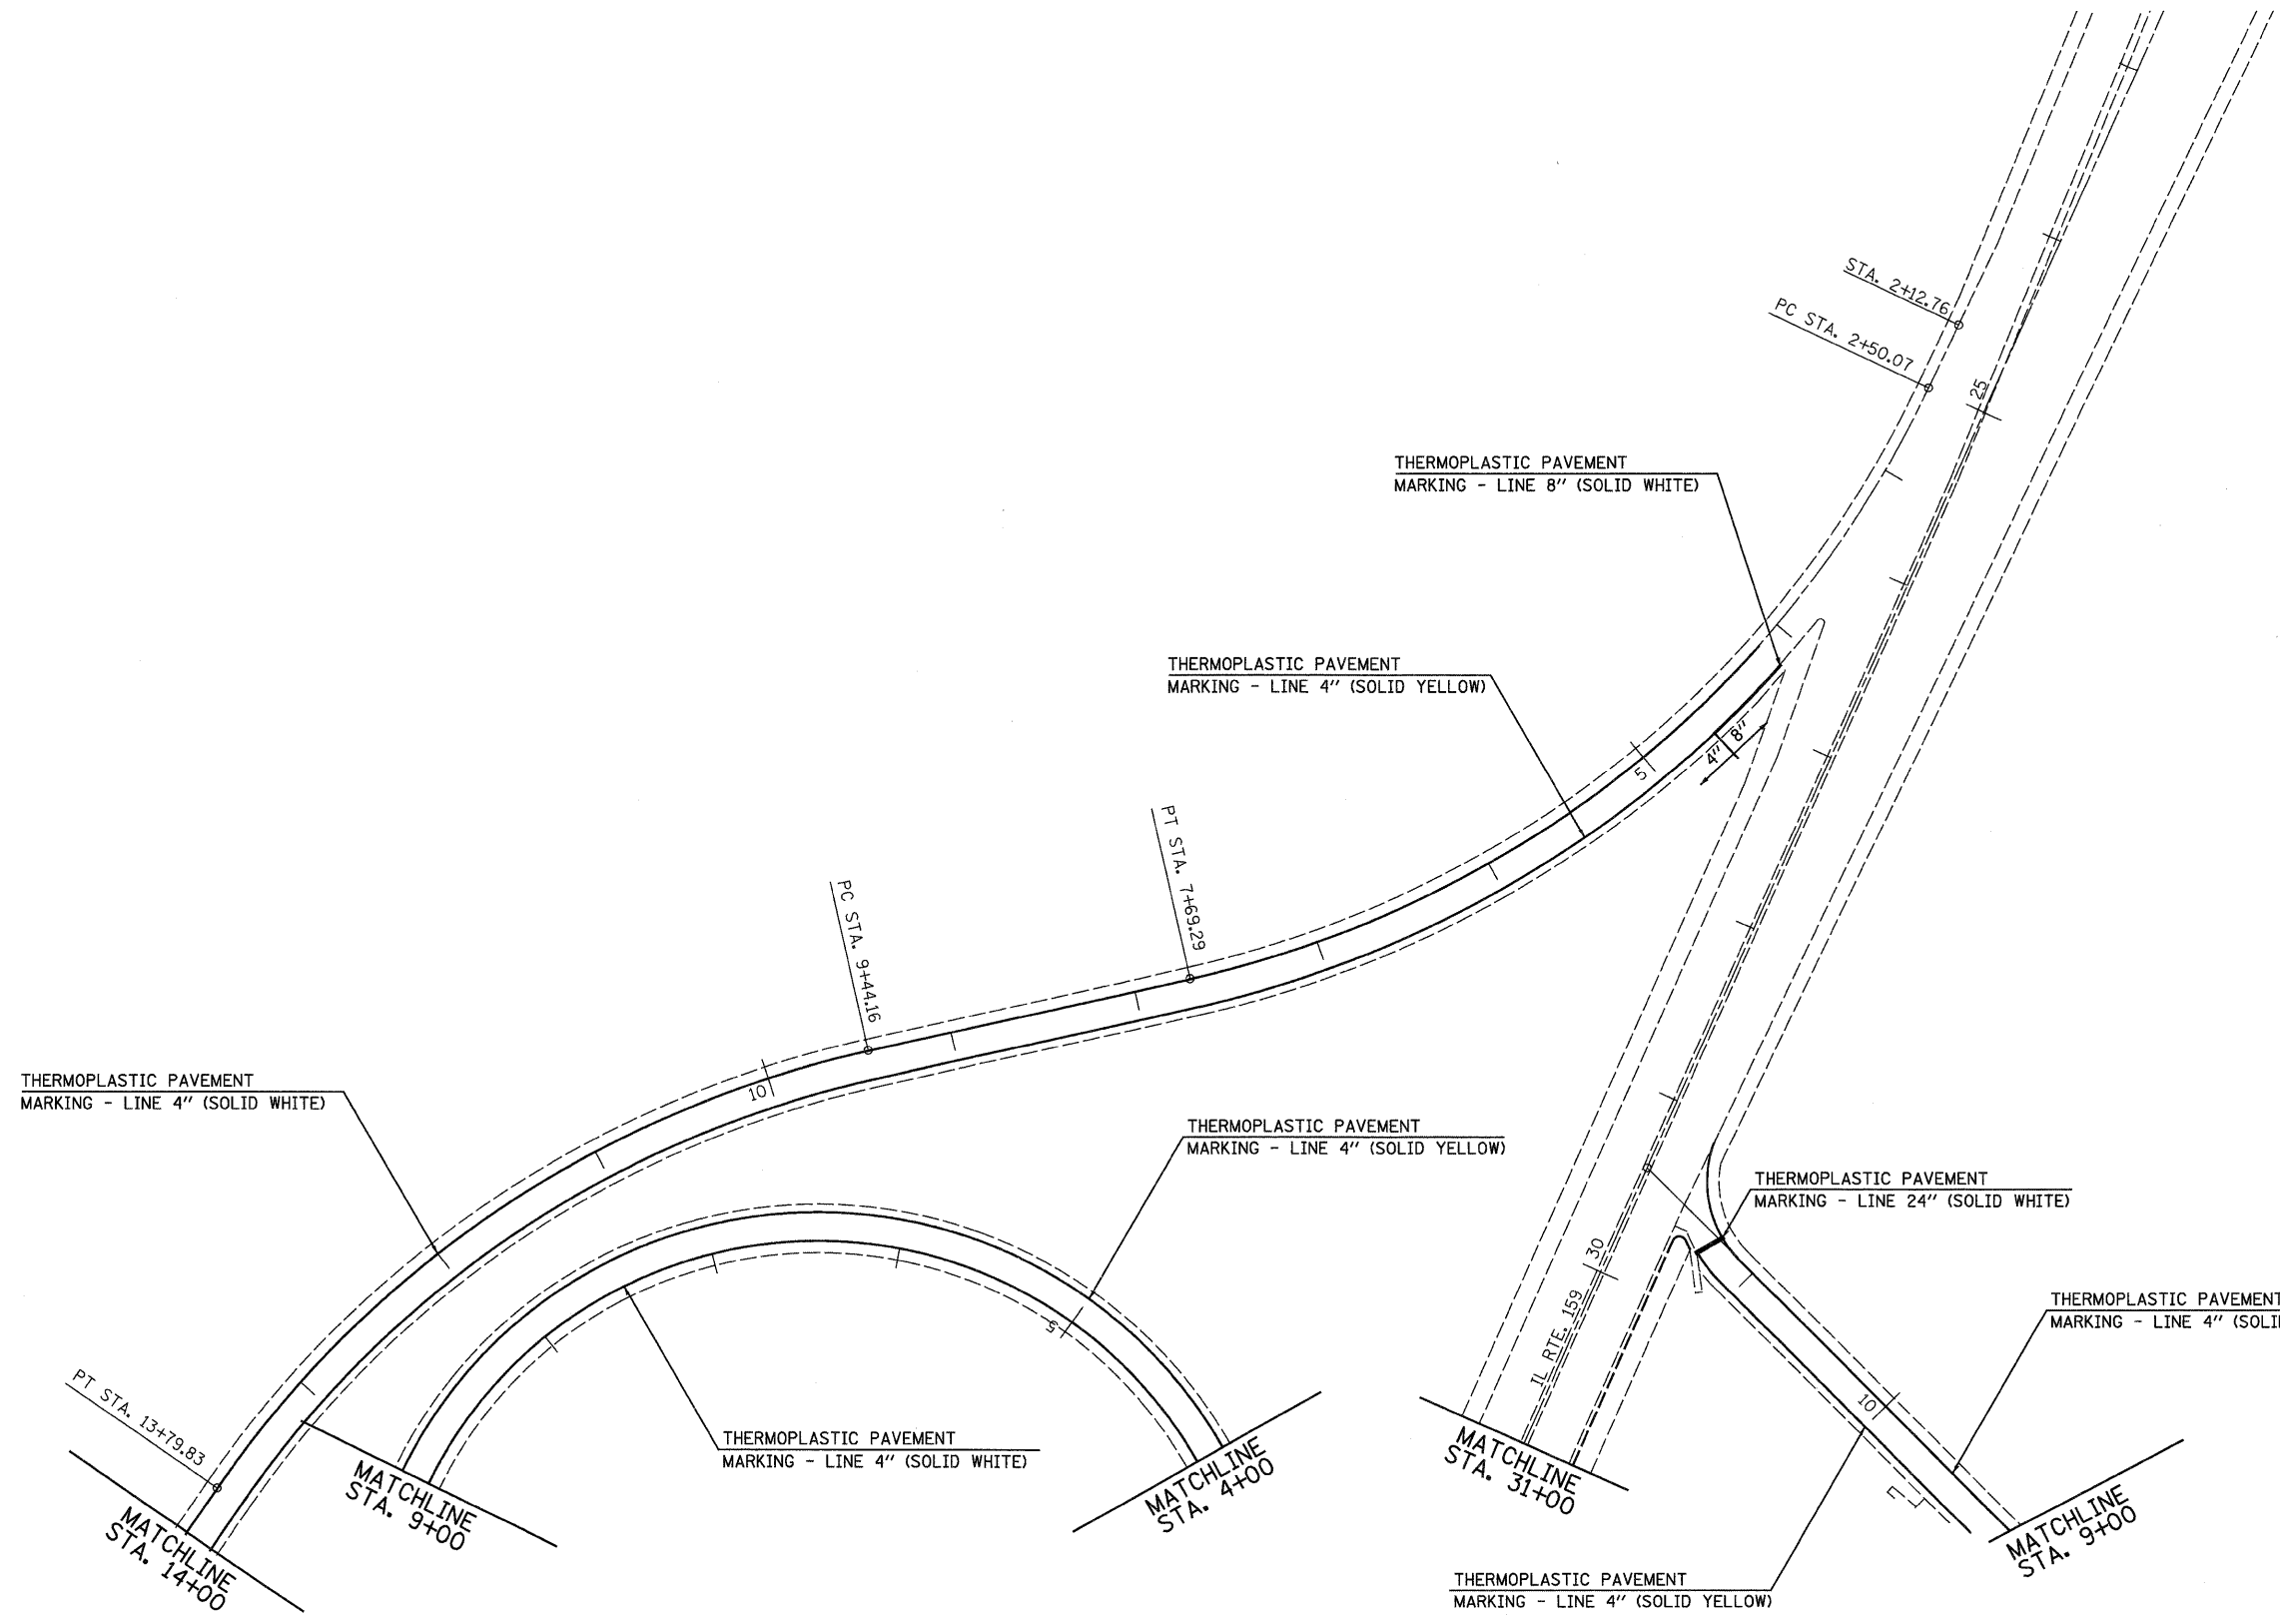 STA. 2+12.76
PC STA. 2+50.07
25
THERMOPLASTIC PAVEMENT
MARKING - LINE 8" (SOLID WHITE)
THERMOPLASTIC PAVEMENT
MARKING - LINE 4" (SOLID YELLOW)
8"
4"
5
PT STA. 7+69.29
PC STA. 9+44.16
10
THERMOPLASTIC PAVEMENT
MARKING - LINE 4" (SOLID WHITE)
THERMOPLASTIC PAVEMENT
MARKING - LINE 4" (SOLID YELLOW)
THERMOPLASTIC PAVEMENT
MARKING - LINE 24" (SOLID WHITE)
30
IL RTE. 159
THERMOPLASTIC PAVEMENT
MARKING - LINE 4" (SOLI
5
10
PT STA. 13+79.83
THERMOPLASTIC PAVEMENT
MARKING - LINE 4" (SOLID WHITE)
MATCHLINE
STA. 14+00
MATCHLINE
STA. 9+00
MATCHLINE
STA. 4+00
MATCHLINE
STA. 31+00
MATCHLINE
STA. 9+00
THERMOPLASTIC PAVEMENT
MARKING - LINE 4" (SOLID YELLOW)